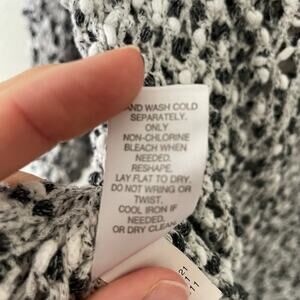 AND WASH COLD
SEPARATELY.
ONLY
NON-CHLORINE
BLEACH WHEN
NEEDED.
RESHAPE,
LAY FLAT TO DRY.
DO NOT WRING OR
TWIST.
COOL IRON IF
NEEDED.
OR DRY CLEAN